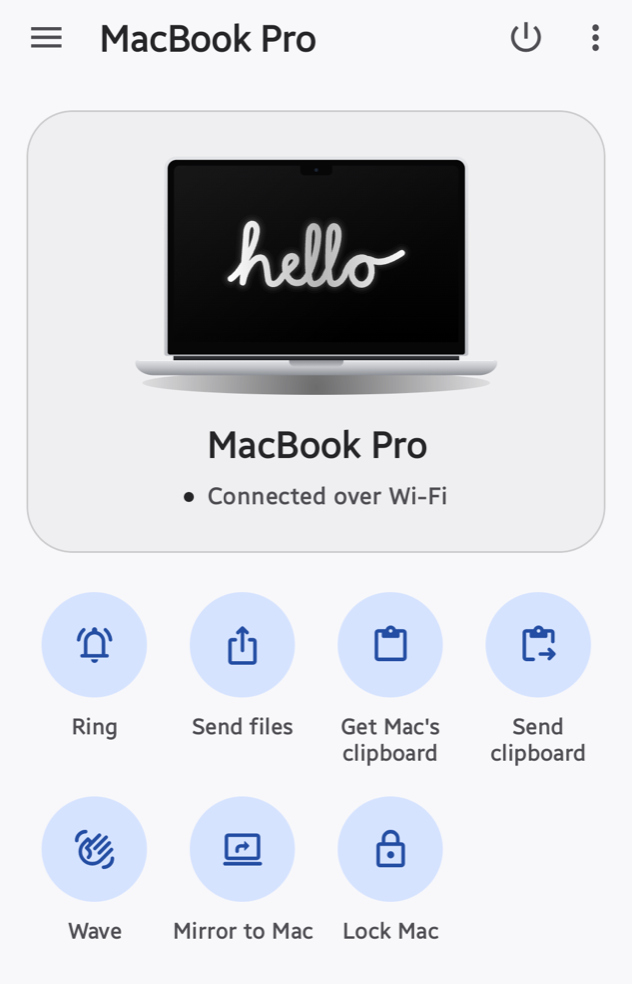 MacBook Pro
hello
MacBook Pro
Connected over Wi-Fi
Ring
Send files
Get Mac's
clipboard
Send
clipboard
Wave
Mirror to Mac
Lock Mac